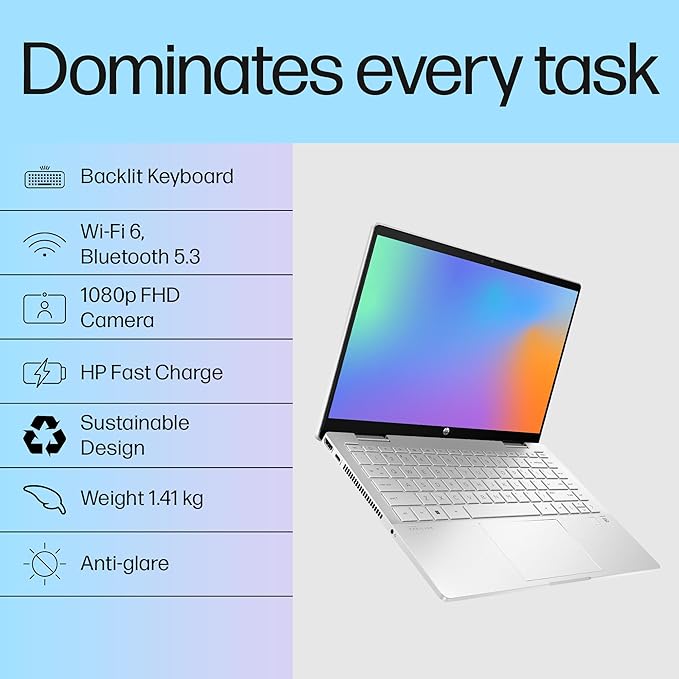 Dominates every task
Backlit Keyboard
Wi-Fi 6,
Bluetooth 5.3
1080p FHD
Camera
HP Fast Charge
Sustainable
Design
Weight 1.41 kg
Anti-glare
hp